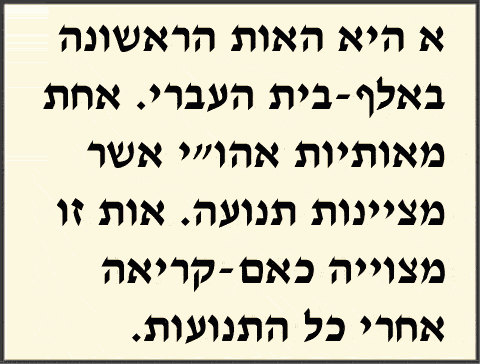 א היא האות הראשונה
באלף-בית העברי. אחת
מאותיות אהו״י אשר
מציינות תנועה. אות זו
מצוייה כאם-קריאה
אחרי כל התנועות.